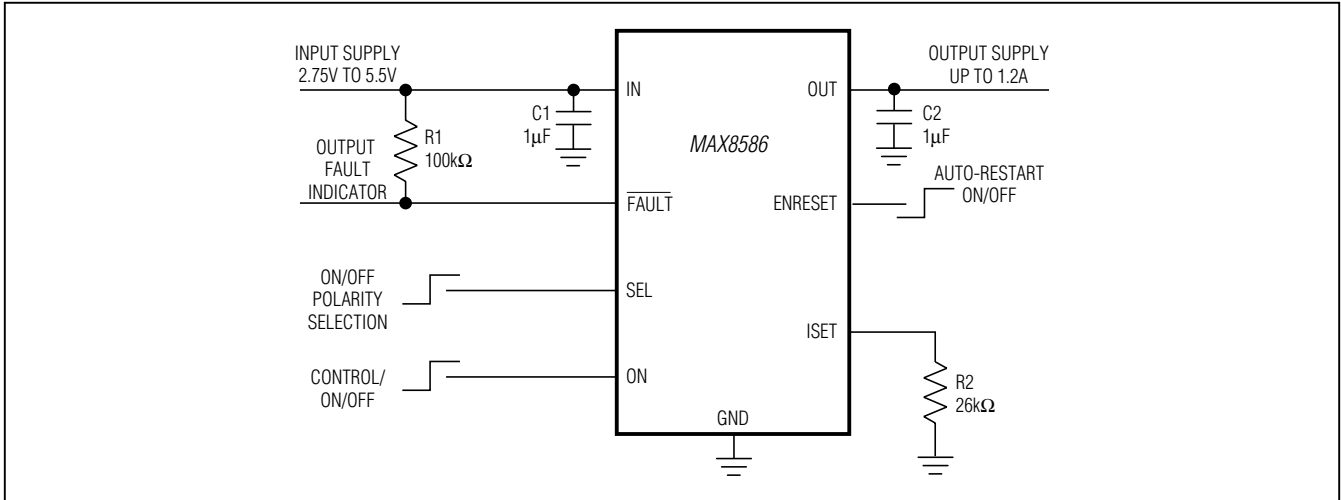 INPUT SUPPLY
2.75V TO 5.5V
OUTPUT SUPPLY
UP TO 1.2A
IN
OUT
C1
1μF
C2
1μF
MAX8586
R1
100kΩ
OUTPUT
FAULT
INDICATOR
FAULT
ENRESET
AUTO-RESTART
ON/OFF
ON/OFF
POLARITY
SELECTION
SEL
ISET
CONTROL/
ON/OFF
ON
R2
26kΩ
GND